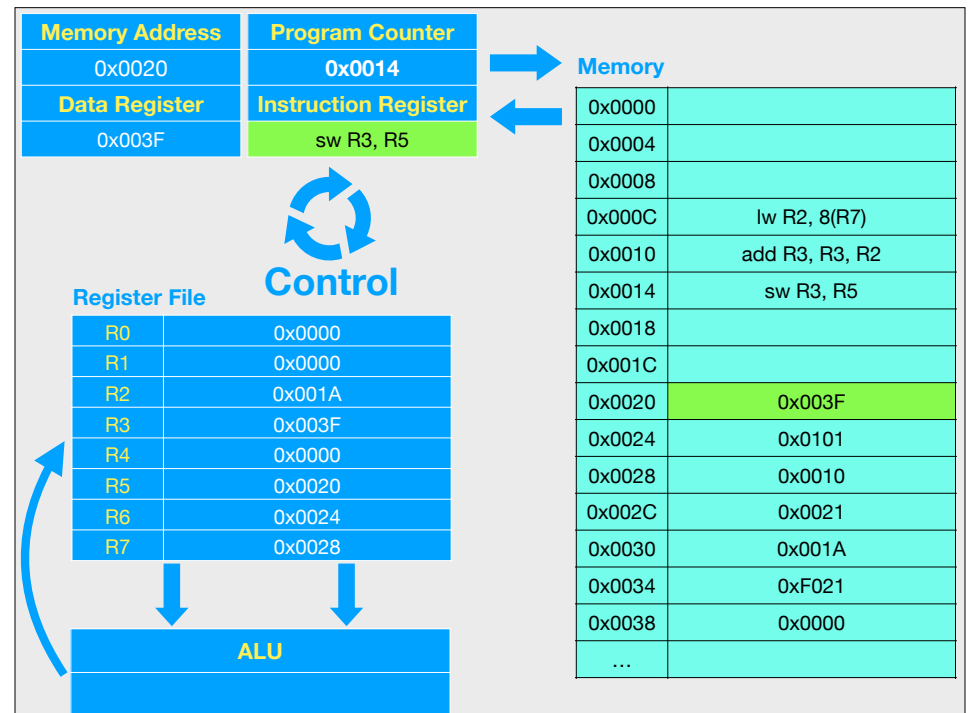 Memory Address Program Counter
0x0020 0x0014
Data Register Instruction Register
0x003F sw R3, R5
Control
Register File
R0 0x0000
R1 0x0000
R2 0x001A
R3 0x003F
R4 0x0000
R5 0x0020
R6 0x0024
R7 0x0028
ALU
Memory
0x0000
0x0004
0x0008
0x000C lw R2, 8(R7)
0x0010 add R3, R3, R2
0x0014 sw R3, R5
0x0018
0x001C
0x0020 0x003F
0x0024 0x0101
0x0028 0x0010
0x002C 0x0021
0x0030 0x001A
0x0034 0xF021
0x0038 0x0000
…